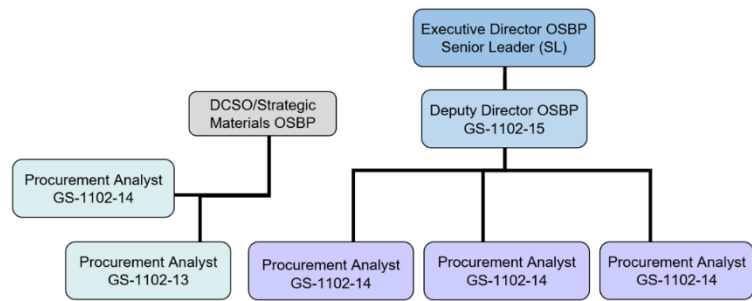 Executive Director OSBP
Senior Leader (SL)
DCSO/Strategic
Materials OSBP
Deputy Director OSBP
GS-1102-15
Procurement Analyst
GS-1102-14
Procurement Analyst
GS-1102-13
Procurement Analyst
GS-1102-14
Procurement Analyst
GS-1102-14
Procurement Analyst
GS-1102-14